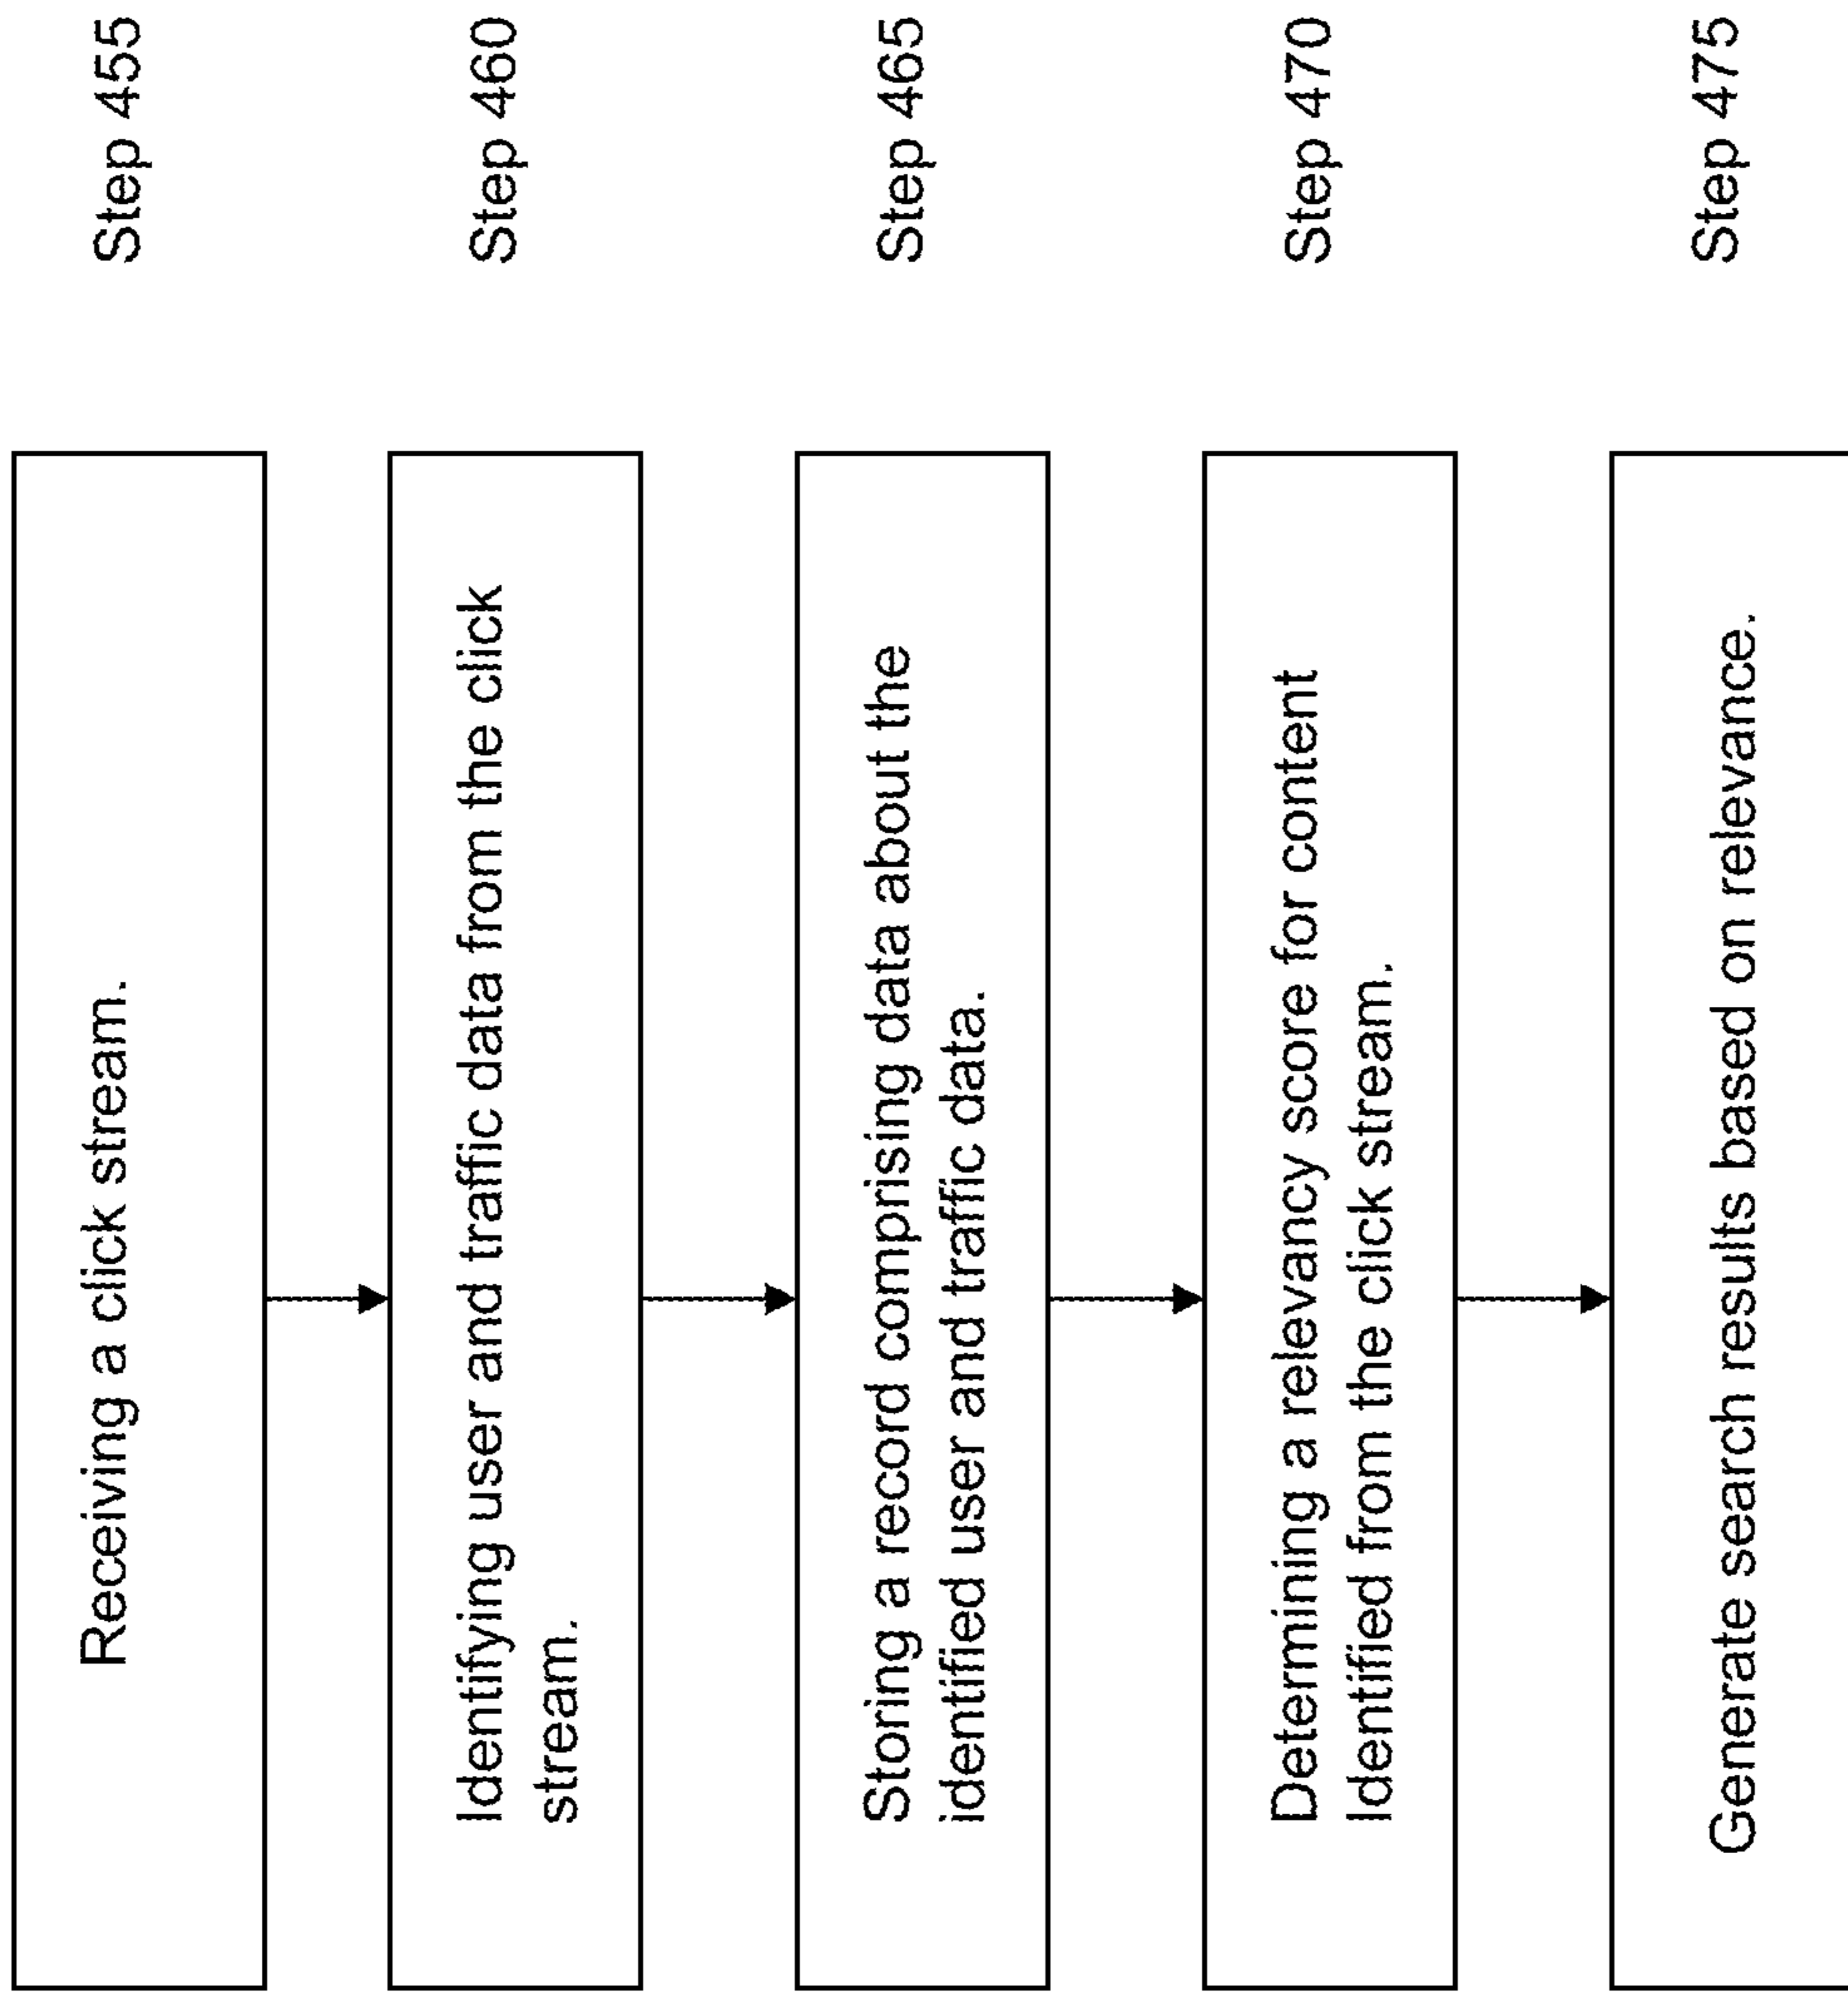 Receiving a click stream.
Step 455
Identifying user and traffic data from the click
stream.
Step 460
Storing a record comprising data about the
identified user and traffic data.
Step 465
Determining a relevancy score for content
Identified from the click stream.
Step 470
Generate search results based on relevance.
Step 475